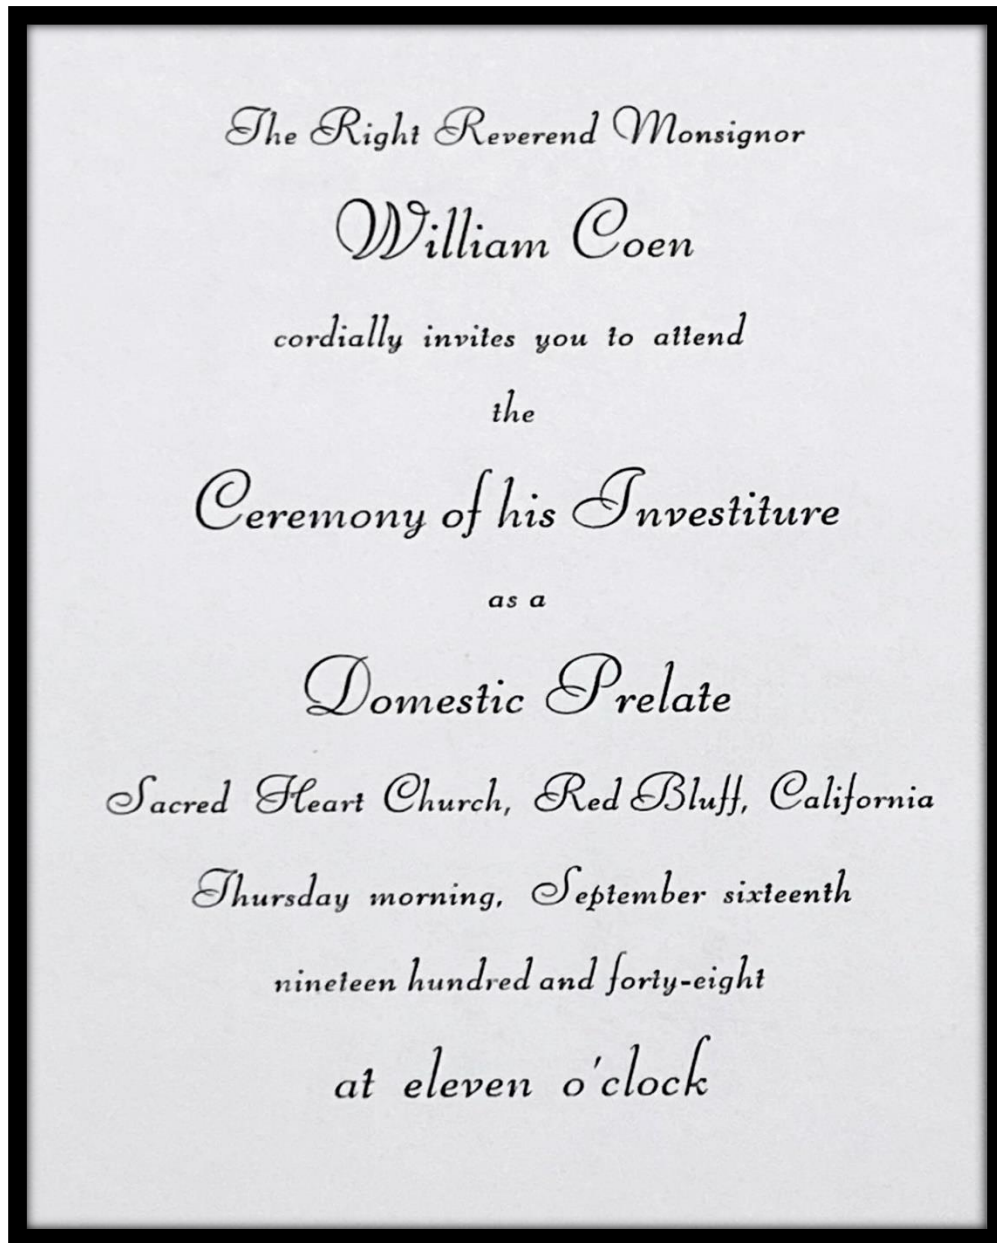 The Right Reverend Monsignor
William Coen
cordially invites you to attend
the
Ceremony of his Investiture
as a
Domestic Prelate
Sacred Heart Church, Red Bluff, California
Thursday morning, September sixteenth
nineteen hundred and forty-eight
at eleven o'clock